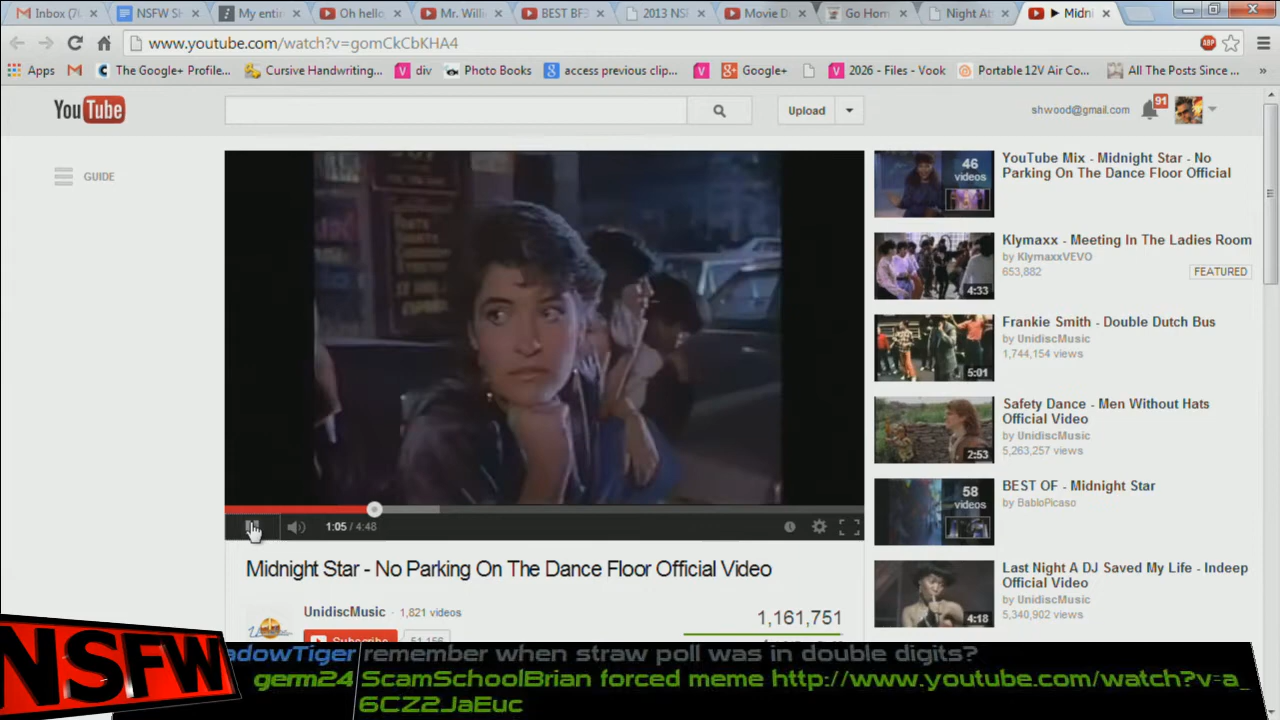 Inbox (70
NSFW S
My enti
Oh hello
Mr. Willi
BEST BF3
2013 NSF
Movie D
Go Hom
Night At
Midn
www.youtube.com/watch?v=gomCkCbKHA4
ABP
Apps
The Google+ Profile...
Cursive Handwriting...
div
Photo Books
access previous clip...
Google+
2026 - Files - Vook
Portable 12V Air Co...
All The Posts Since ...
»
YouTube
Upload
shwood@gmail.com
91
GUIDE
46
videos
YouTube Mix - Midnight Star - No
Parking On The Dance Floor Official
4:33
Klymaxx - Meeting In The Ladies Room
by KlymaxxVEVO
653,882
FEATURED
5:01
Frankie Smith - Double Dutch Bus
by UnidiscMusic
1,744,154 views
2:53
Safety Dance - Men Without Hats
Official Video
by UnidiscMusic
5,263,257 views
58
videos
BEST OF - Midnight Star
by BabloPicaso
4:18
Last Night A DJ Saved My Life - Indeep
Official Video
by UnidiscMusic
5,340,902 views
1:05 / 4:48
Midnight Star - No Parking On The Dance Floor Official Video
UnidiscMusic · 1,821 videos
1,161,751
Subscribe
51,156
NSFW
adowTiger remember when straw poll was in double digits?
germ24 ScamSchoolBrian forced meme http://www.youtube.com/watch?v=a_
6CZ2JaEuc